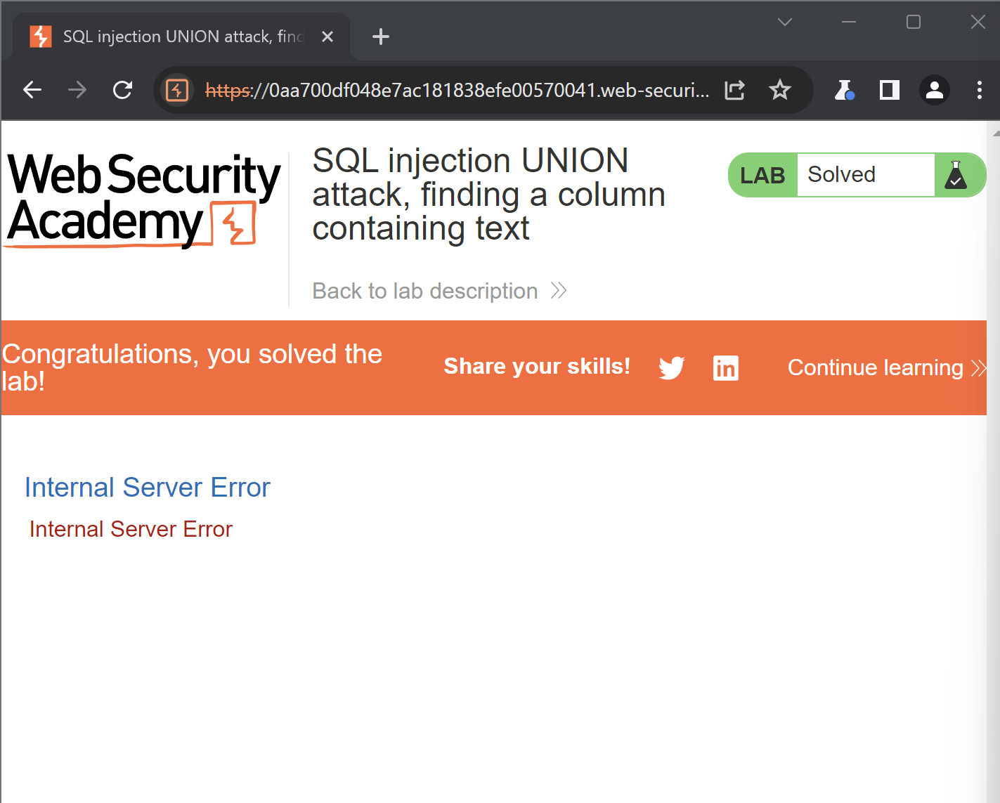 SQL injection UNION attack, find
https://0aa700df048e7ac181838efe00570041.web-securi...
Web Security
Academy
SQL injection UNION
attack, finding a column
containing text
Back to lab description
LAB Solved
Congratulations, you solved the
lab!
Share your skills!
in
Continue learning
Internal Server Error
Internal Server Error